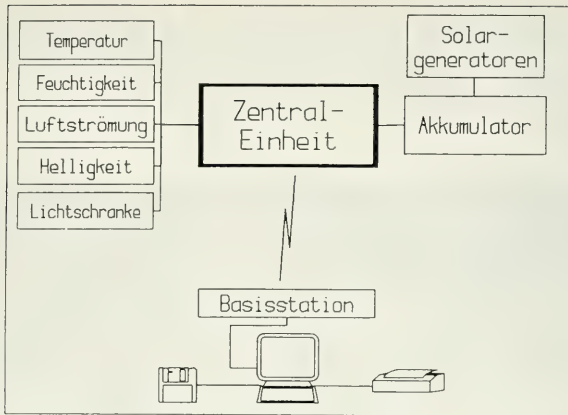 Temperatur
Feuchtigkeit
Luftströmung
Helligkeit
Lichtschranke
Zentral-
Einheit
Solar-
generatoren
Akkumulator
Basisstation